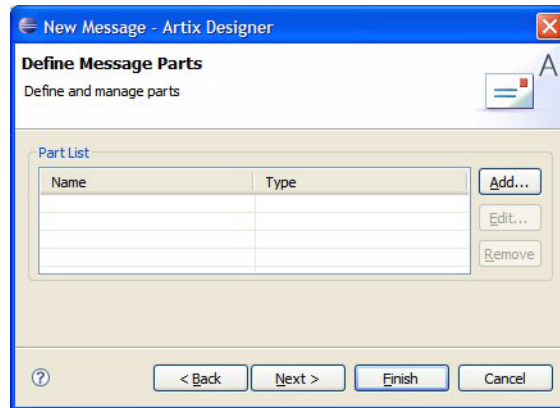 New Message - Artix Designer
Define Message Parts
Define and manage parts
A
Part List
Name Type
Add...
Edit...
Remove
? < Back Next > Finish Cancel